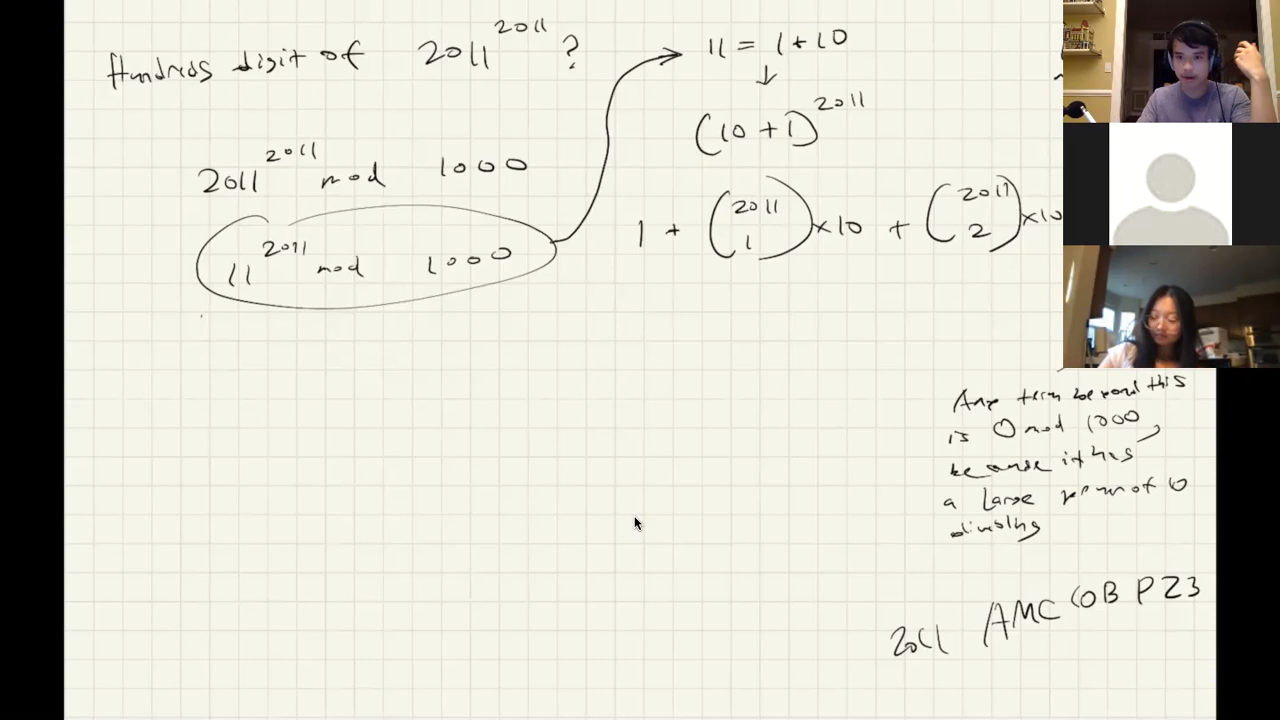 Hundreds digit of 2011^2011 ?
2011^2011 mod 1000
11^2011 mod 1000
11 = 1 + 10
↓
(10 + 1)^2011
1 + (2011 1) × 10 + (2011 2) × 10
Any term beyond this
is 0 mod 1000
because it has
a large power of 10
dividing
2011 AMC 10B P23